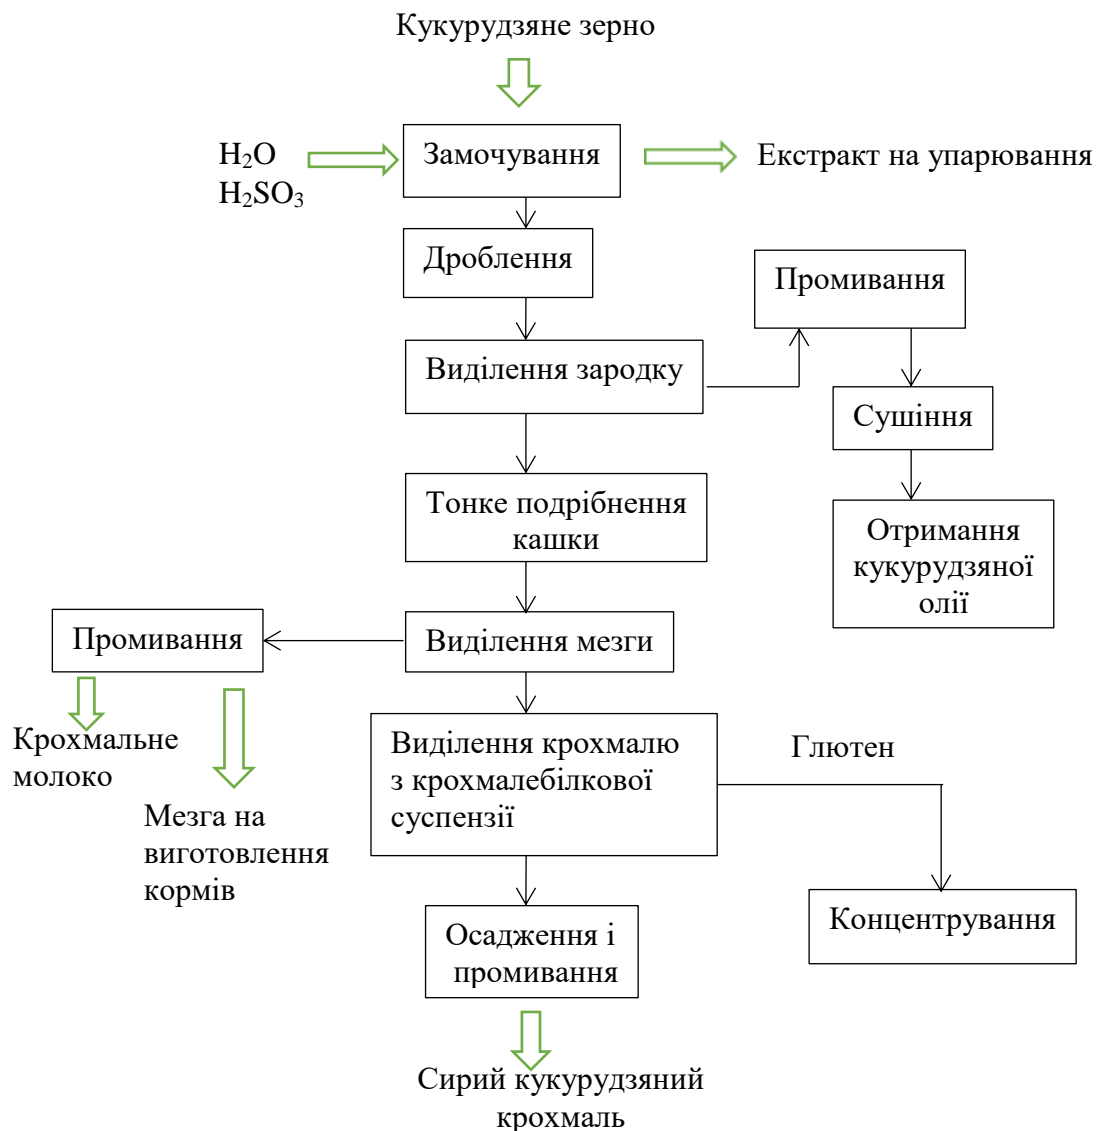 Кукурудзяне зерно
H₂O
H₂SO₃
Замочування
Екстракт на упарювання
Дроблення
Промивання
Виділення зародку
Сушіння
Тонке подрібнення
кашки
Отримання
кукурудзяної
олії
Промивання
Виділення мезги
Крохмальне
молоко
Мезга на
виготовлення
кормів
Виділення крохмалю
з крохмалебілкової
суспензії
Глютен
Концентрування
Осадження і
промивання
Сирий кукурудзяний
крохмаль